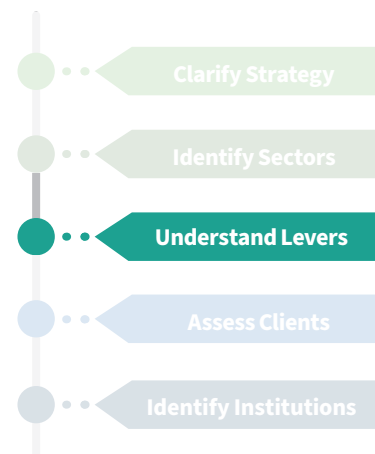 Clarify Strategy
Identify Sectors
Understand Levers
Assess Clients
Identify Institutions